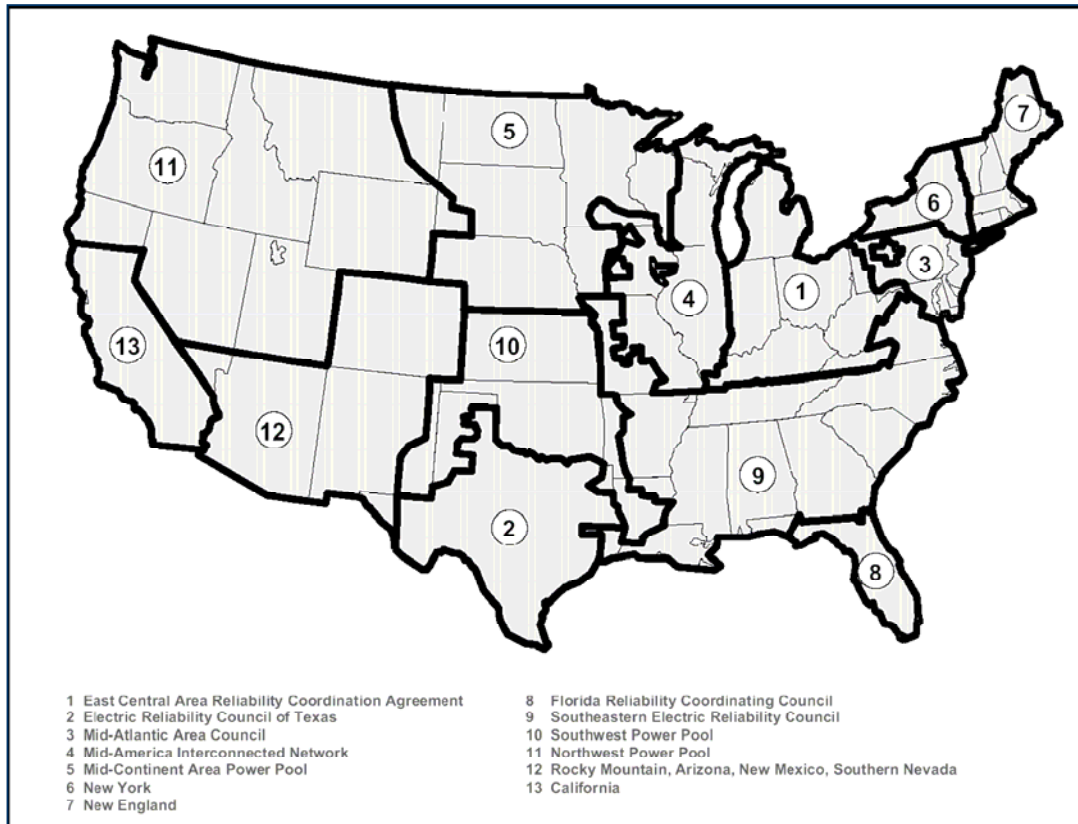 7
5
11
6
3
1
4
13
10
12
9
2
8
1 East Central Area Reliability Coordination Agreement
2 Electric Reliability Council of Texas
3 Mid-Atlantic Area Council
4 Mid-America Interconnected Network
5 Mid-Continent Area Power Pool
6 New York
7 New England
8 Florida Reliability Coordinating Council
9 Southeastern Electric Reliability Council
10 Southwest Power Pool
11 Northwest Power Pool
12 Rocky Mountain, Arizona, New Mexico, Southern Nevada
13 California